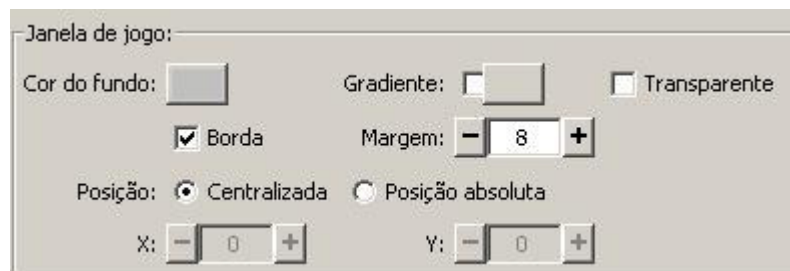 Janela de jogo:
Cor do fundo: Gradiente: Transparente
Borda Margem: - 8 +
Posição: Centralizada Posição absoluta
X: - 0 + Y: - 0 +